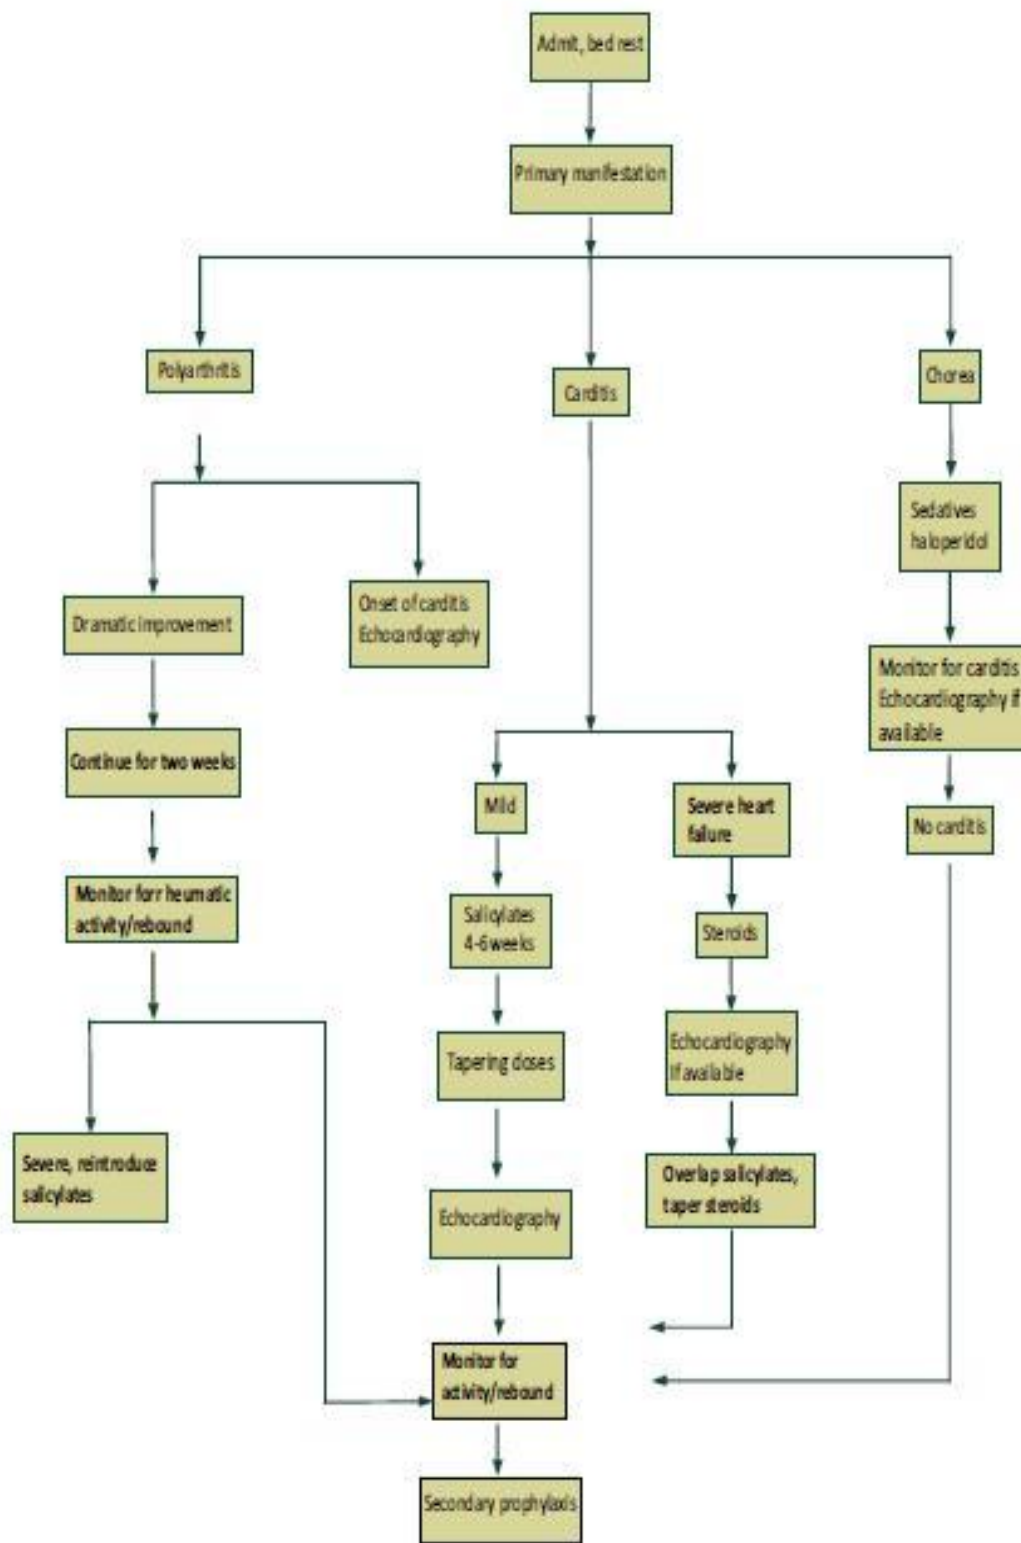 Admit, bed rest
Primary manifestation
Polyarthritis
Carditis
Chorea
Sedatives
haloperidol
Dramatic improvement
Onset of carditis
Echocardiography
Monitor for carditis
Echocardiography if
available
Continue for two weeks
Mild
Severe heart
failure
No carditis
Monitor forr heumatic
activity/rebound
Salicylates
4-6 weeks
Steroids
Echocardiography
If available
Tapering doses
Severe, reintroduce
salicylates
Overlap salicylates,
taper steroids
Echocardiography
Monitor for
activity/rebound
Secondary prophylaxis